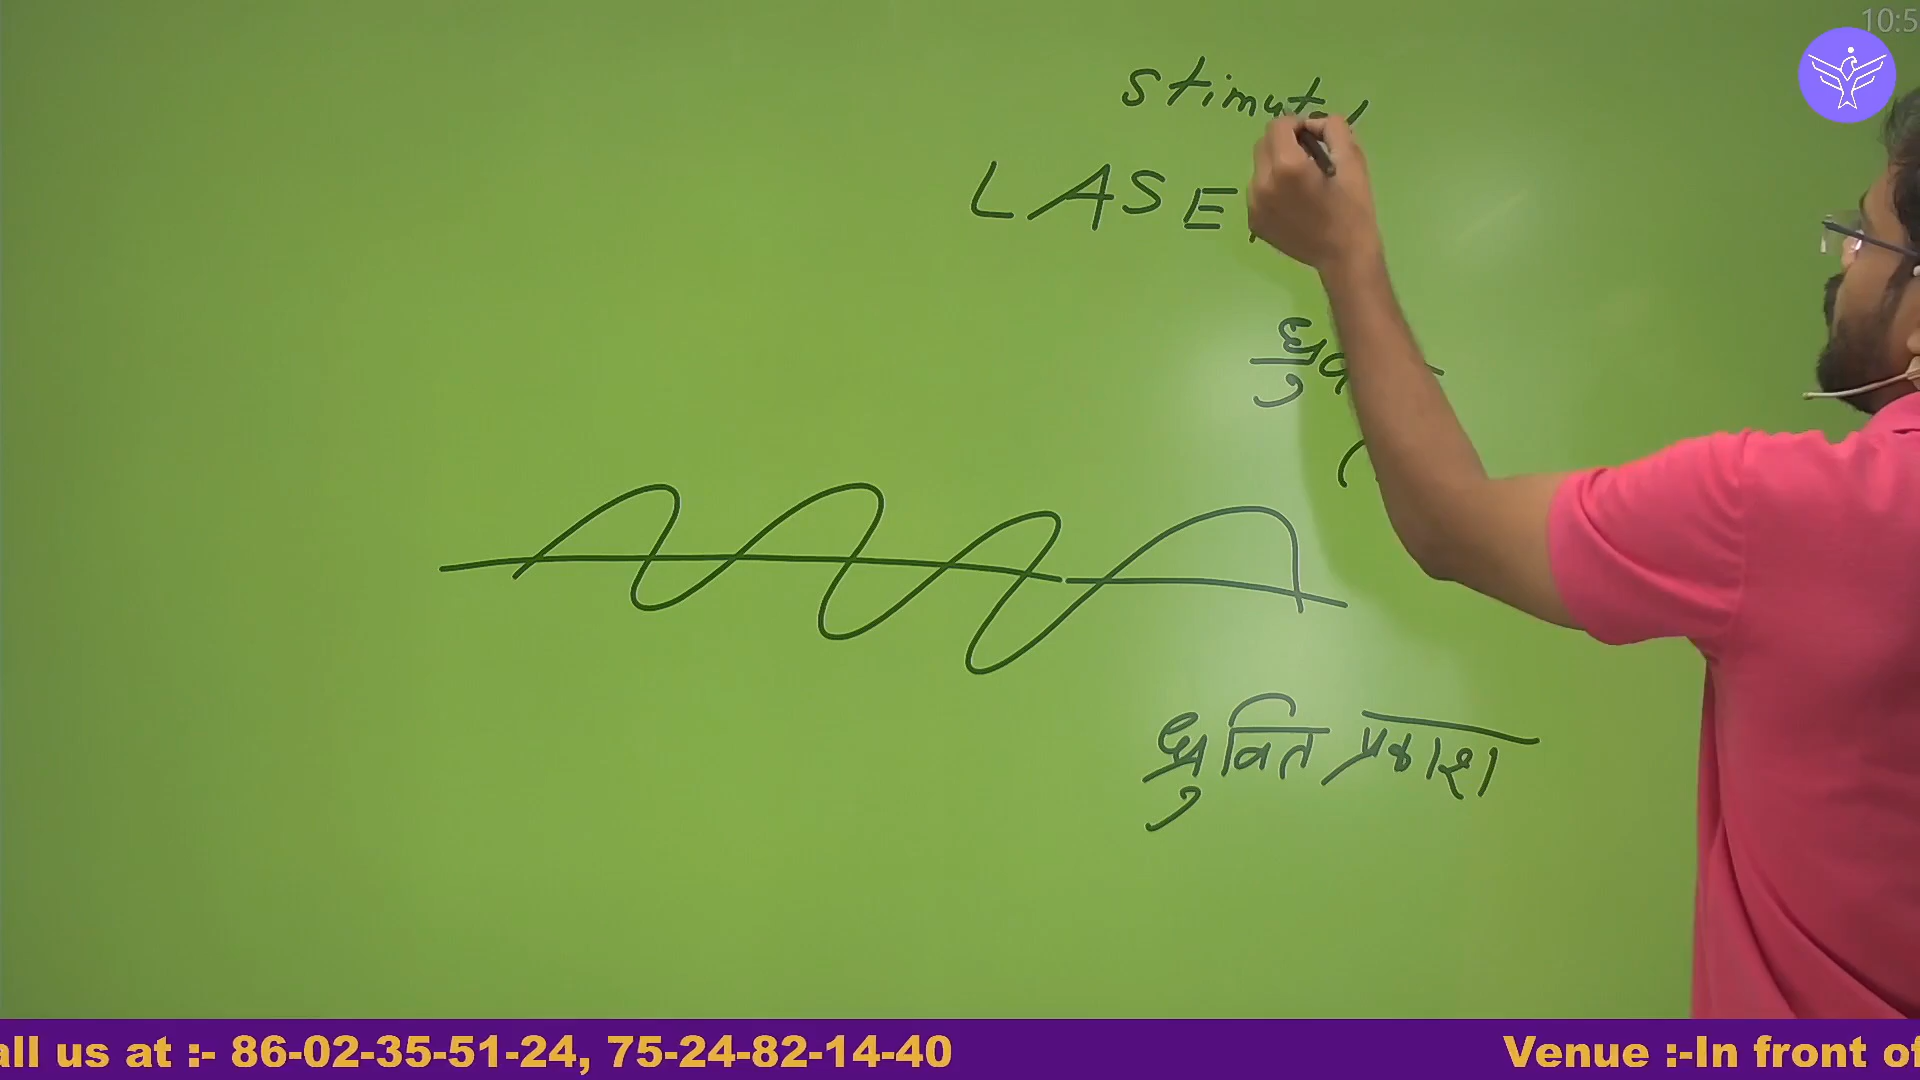 10:5
LASE
ध्रुवित प्रकाश
all us at :- 86-02-35-51-24, 75-24-82-14-40
Venue :-In front of